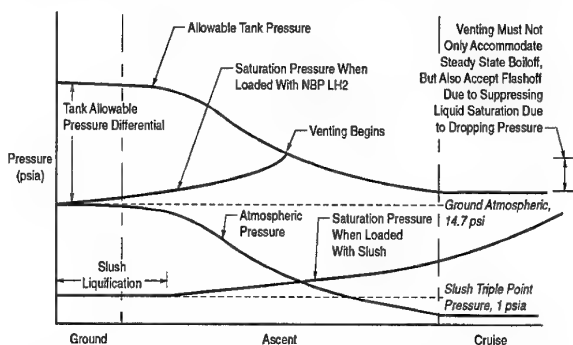 Allowable Tank Pressure
Saturation Pressure When
Loaded With NBP LH2
Venting Must Not
Only Accommodate
Steady State Boiloff,
But Also Accept Flashoff
Due to Suppressing
Liquid Saturation Due
to Dropping Pressure
Tank Allowable
Pressure Differential
Venting Begins
Pressure
(psia)
Atmospheric
Pressure
Saturation Pressure
When Loaded
With Slush
Ground Atmospheric,
14.7 psi
Slush
Liquification
Slush Triple Point
Pressure, 1 psia
Ground
Ascent
Cruise